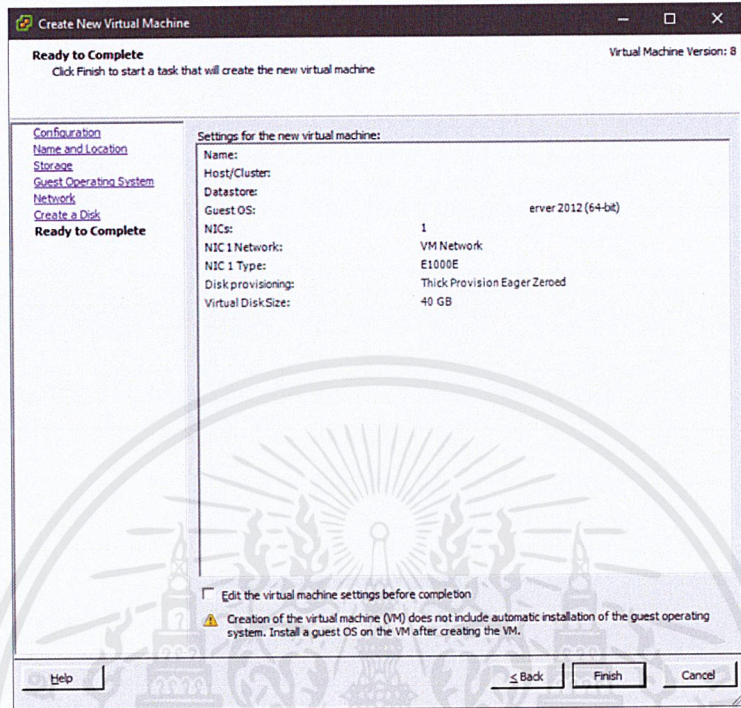 Create New Virtual Machine
Ready to Complete
Click Finish to start a task that will create the new virtual machine
Virtual Machine Version: 8
Configuration
Name and Location
Storage
Guest Operating System
Network
Create a Disk
Ready to Complete
Settings for the new virtual machine:
Name:
Host/Cluster:
Datastore:
Guest OS: erver 2012 (64-bit)
NICs: 1
NIC 1 Network: VM Network
NIC 1 Type: E1000E
Disk provisioning: Thick Provision Eager Zeroed
Virtual Disk Size: 40 GB
Edit the virtual machine settings before completion
Creation of the virtual machine (VM) does not include automatic installation of the guest operating
system. Install a guest OS on the VM after creating the VM.
Help
< Back
Finish
Cancel